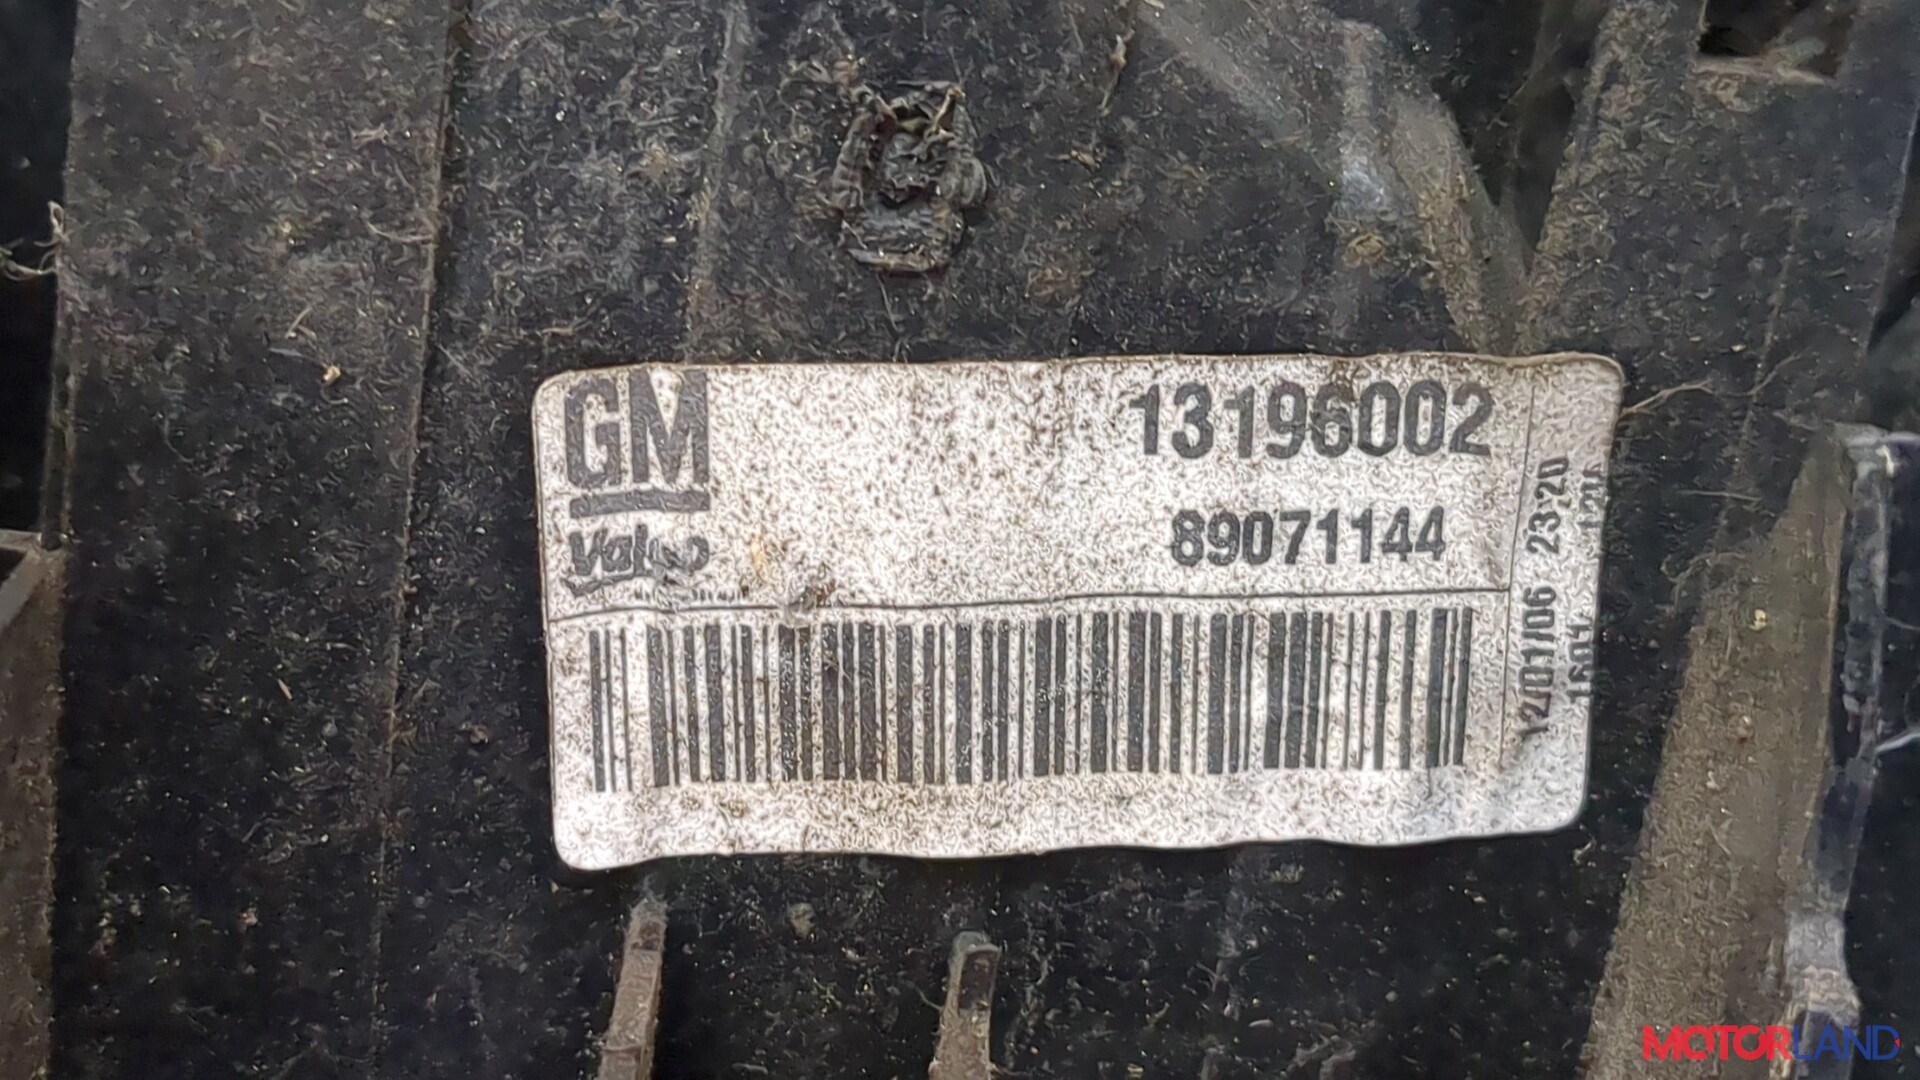 GM
13196002
Valeo
89071144
12/01/06 23:20
MOTORLAND